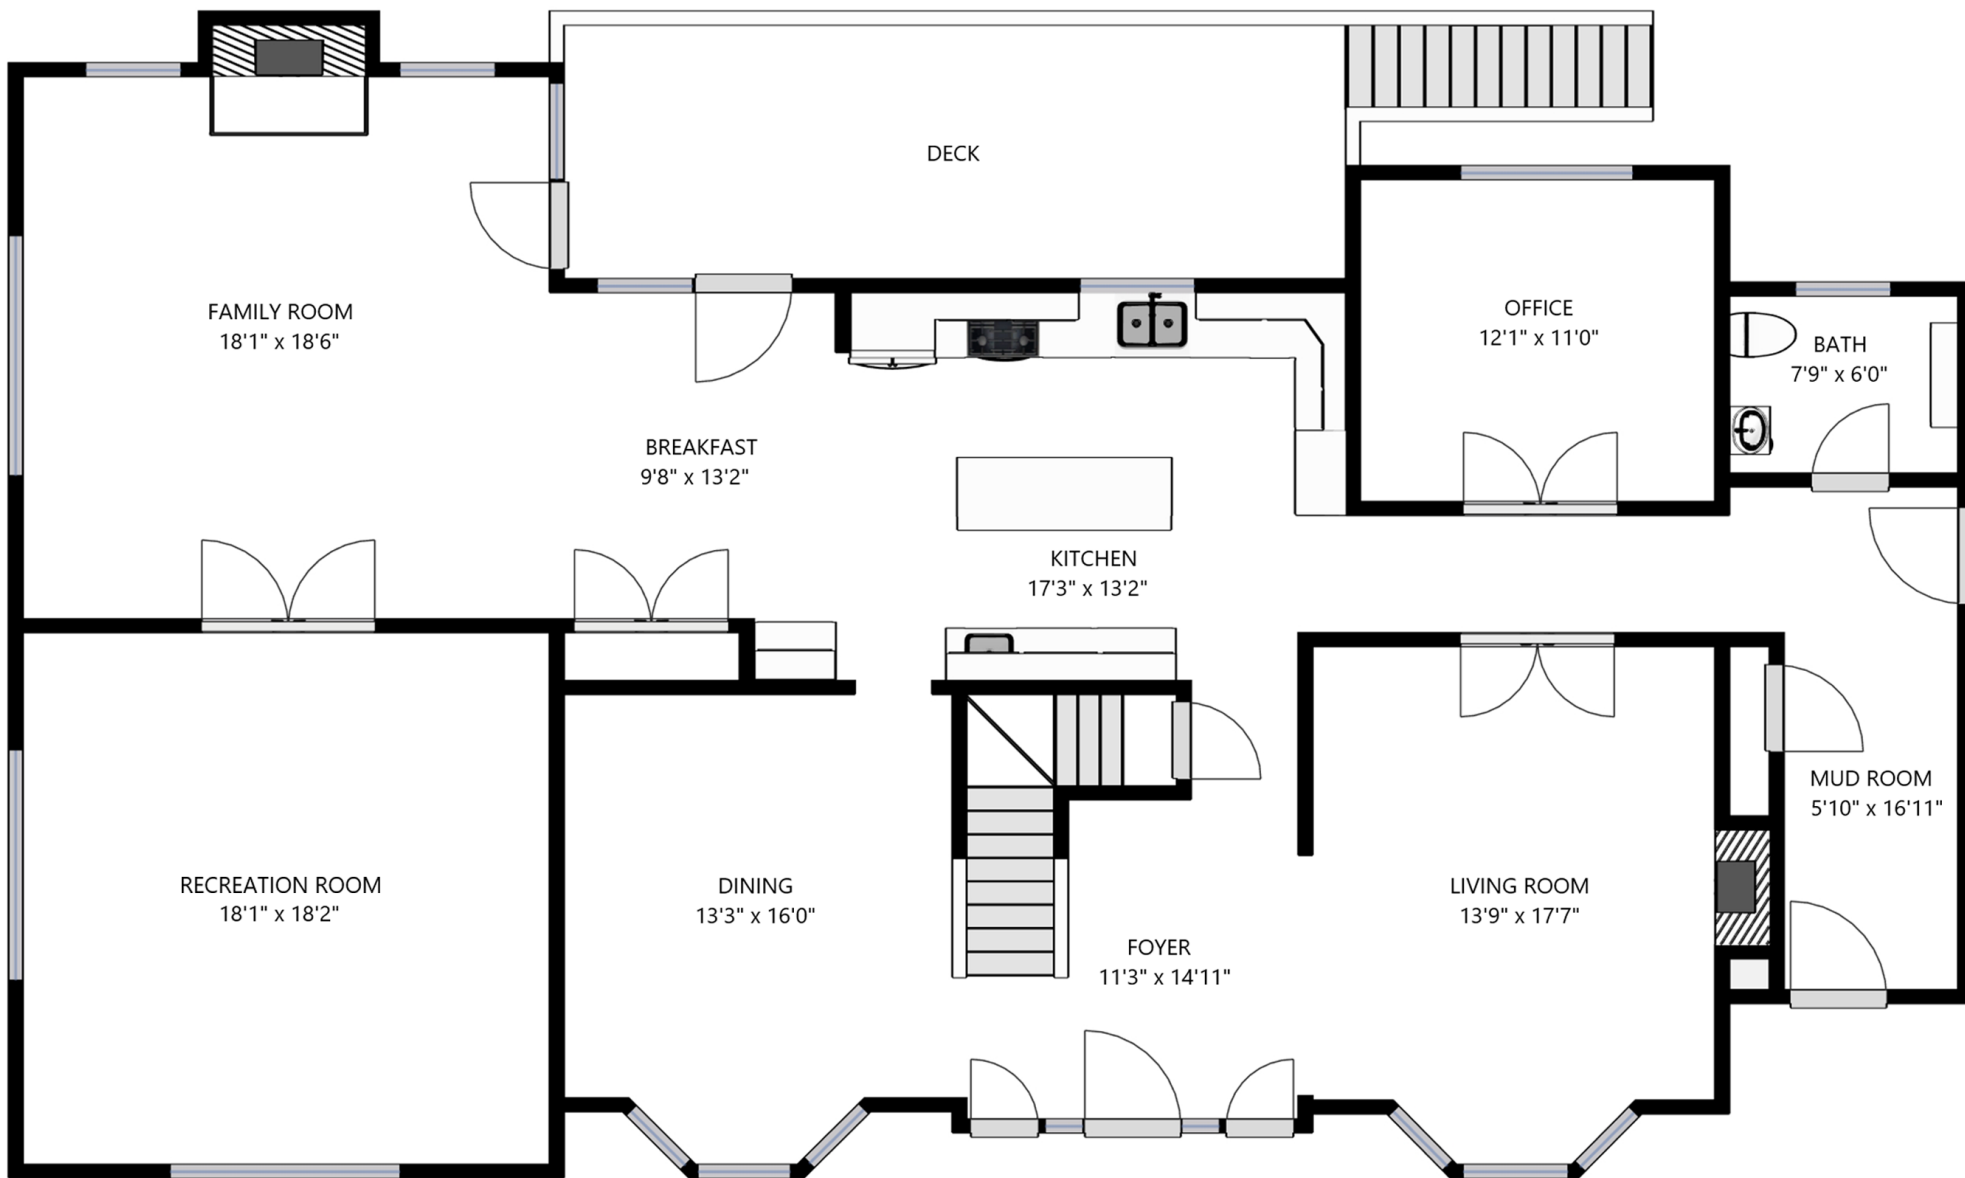 DECK
FAMILY ROOM
18'1" x 18'6"
OFFICE
12'1" x 11'0"
BATH
7'9" x 6'0"
BREAKFAST
9'8" x 13'2"
KITCHEN
17'3" x 13'2"
MUD ROOM
5'10" x 16'11"
RECREATION ROOM
18'1" x 18'2"
DINING
13'3" x 16'0"
LIVING ROOM
13'9" x 17'7"
FOYER
11'3" x 14'11"